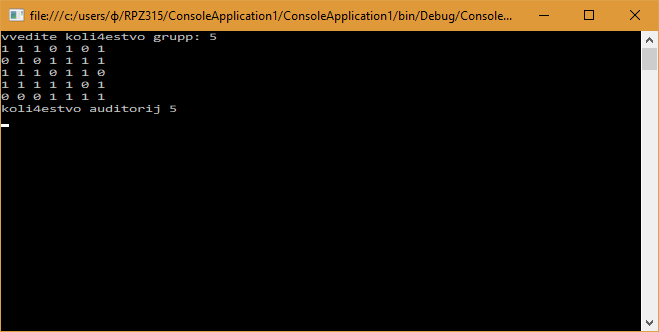 file:///c:/users/ф/RPZ315/ConsoleApplication1/ConsoleApplication1/bin/Debug/Console...
vvedite koli4estvo grupp: 5
1 1 1 0 1 0 1
0 1 0 1 1 1 1
1 1 1 0 1 1 0
1 1 1 1 1 0 1
0 0 0 1 1 1 1
koli4estvo auditorij 5